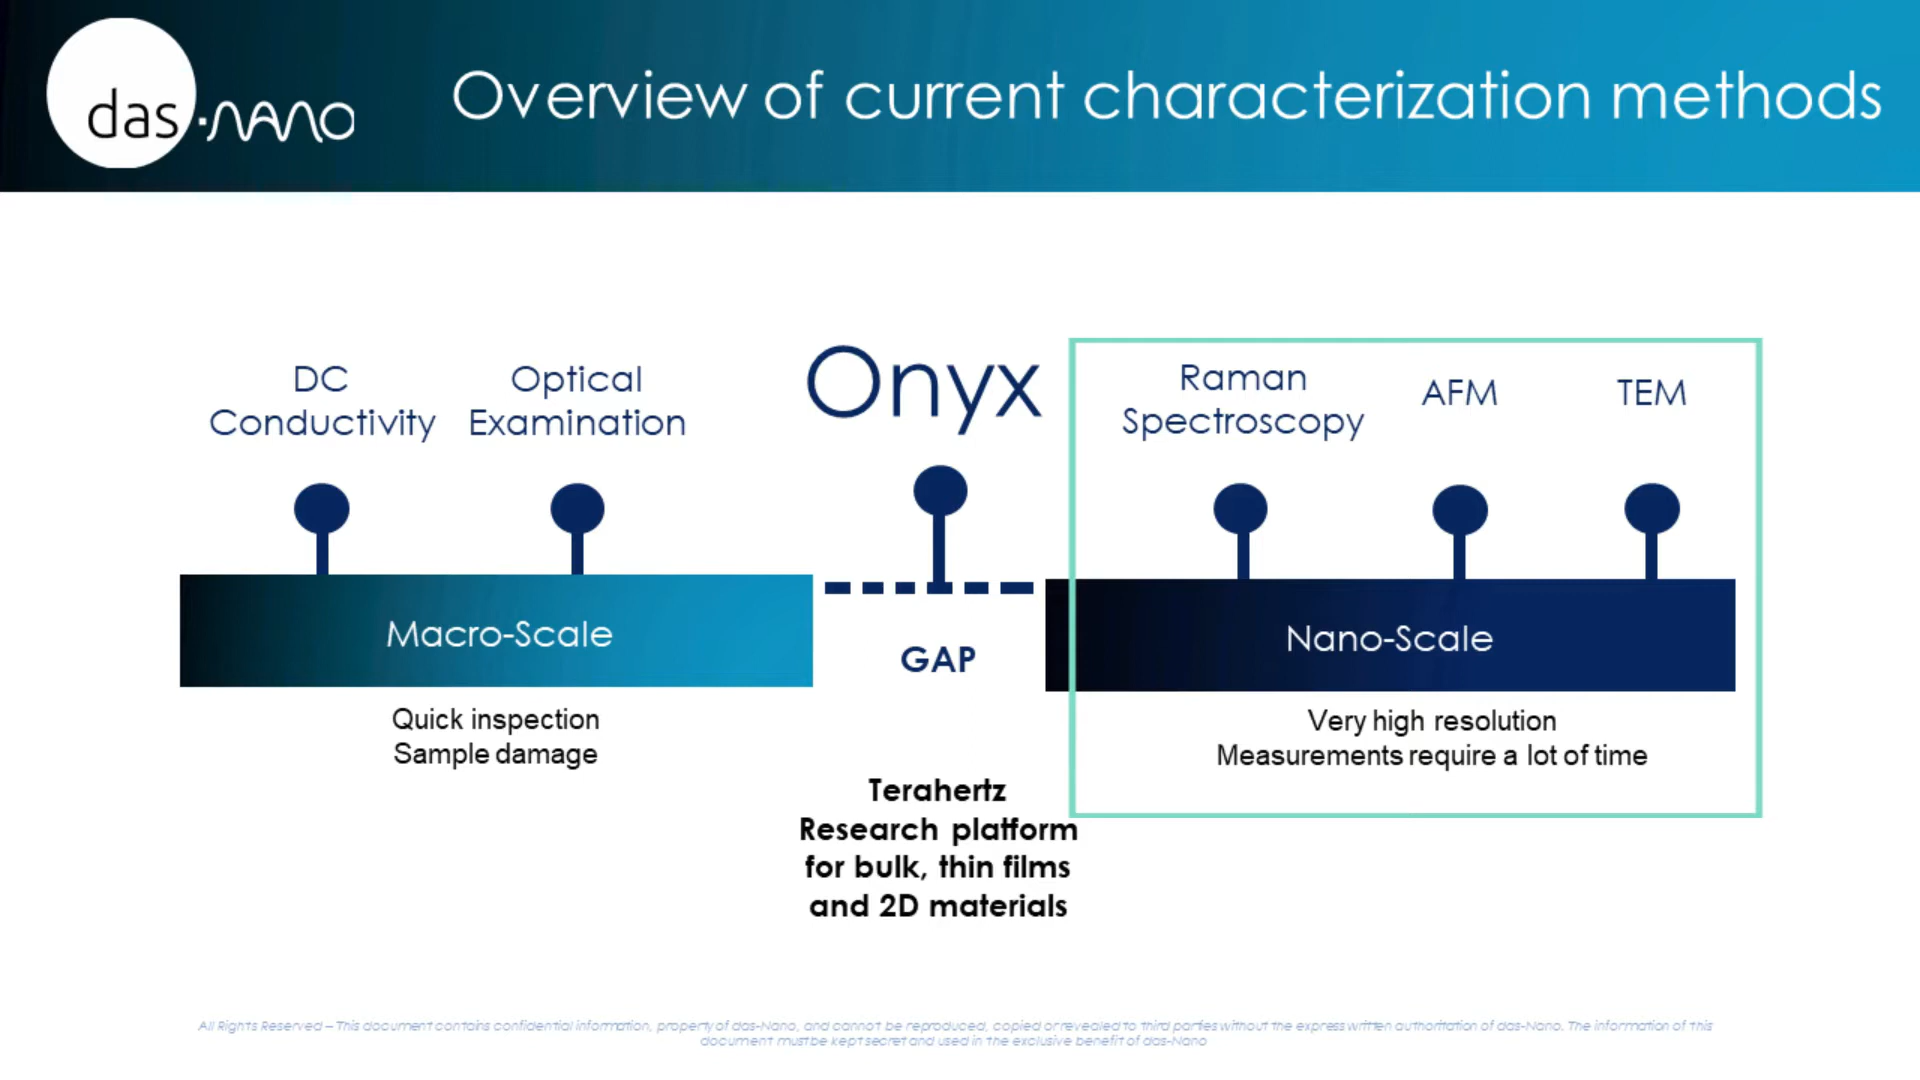 das·nano
Overview of current characterization methods
DC
Conductivity
Optical
Examination
Onyx
Raman
Spectroscopy
AFM
TEM
Macro-Scale
GAP
Nano-Scale
Quick inspection
Sample damage
Very high resolution
Measurements require a lot of time
Terahertz
Research platform
for bulk, thin films
and 2D materials
All Rights Reserved – This document contains confidential information, property of das-Nano, and cannot be reproduced, copied or revealed to third parties without the express written authoritation of das-Nano. The information of this
document must be kept secret and used in the exclusive benefit of das-Nano